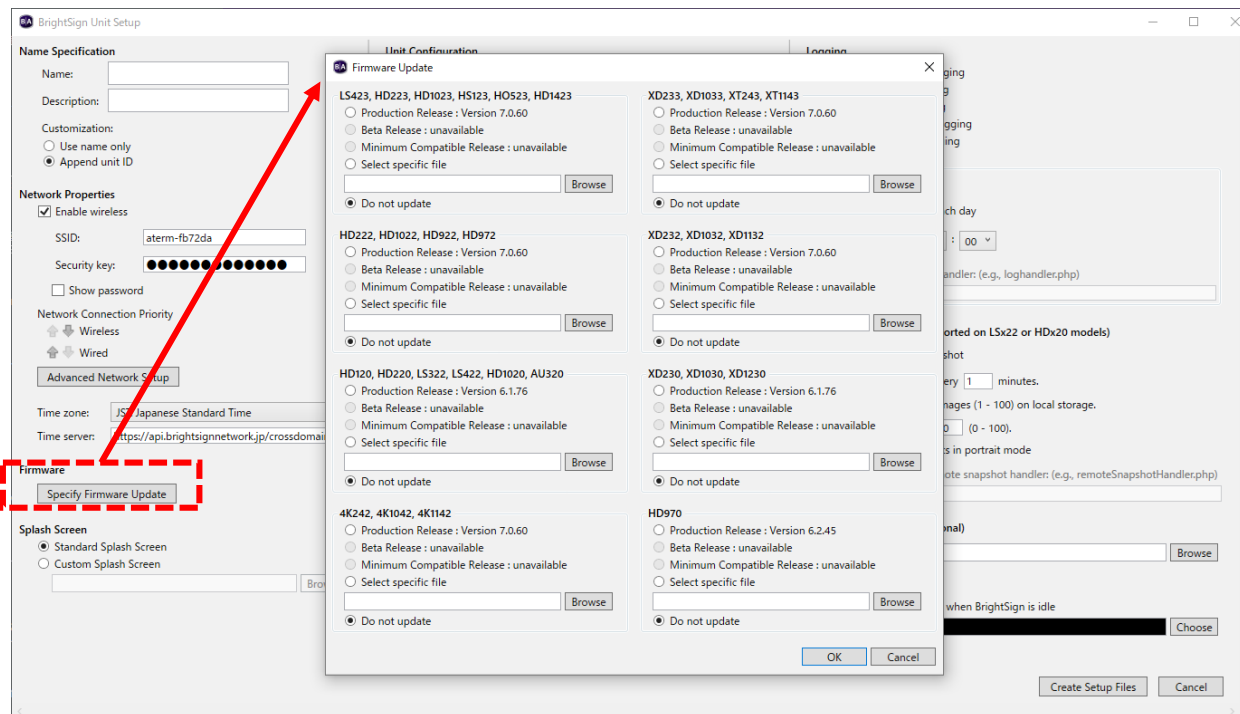 BrightSign Unit Setup
Name Specification
Name:
Description:
Customization:
Use name only
Append unit ID
Network Properties
Enable wireless
SSID:
aterm-fb72da
Security key:
Show password
Network Connection Priority
Wireless
Wired
Advanced Network Setup
Time zone:
JST Japanese Standard Time
Time server:
https://api.brightsignnetwork.jp/crossdomai
Firmware
Specify Firmware Update
Splash Screen
Standard Splash Screen
Custom Splash Screen
Unit Configuration
BA Firmware Update
LS423, HD223, HD1023, HS123, HO523, HD1423
Production Release : Version 7.0.60
Beta Release : unavailable
Minimum Compatible Release : unavailable
Select specific file
Browse
Do not update
HD222, HD1022, HD922, HD972
Production Release : Version 7.0.60
Beta Release : unavailable
Minimum Compatible Release : unavailable
Select specific file
Browse
Do not update
HD120, HD220, LS322, LS422, HD1020, AU320
Production Release : Version 6.1.76
Beta Release : unavailable
Minimum Compatible Release : unavailable
Select specific file
Browse
Do not update
4K242, 4K1042, 4K1142
Production Release : Version 7.0.60
Beta Release : unavailable
Minimum Compatible Release : unavailable
Select specific file
Browse
Do not update
XD233, XD1033, XT243, XT1143
Production Release : Version 7.0.60
Beta Release : unavailable
Minimum Compatible Release : unavailable
Select specific file
Browse
Do not update
XD232, XD1032, XD1132
Production Release : Version 7.0.60
Beta Release : unavailable
Minimum Compatible Release : unavailable
Select specific file
Browse
Do not update
XD230, XD1030, XD1230
Production Release : Version 6.1.76
Beta Release : unavailable
Minimum Compatible Release : unavailable
Select specific file
Browse
Do not update
HD970
Production Release : Version 6.2.45
Beta Release : unavailable
Minimum Compatible Release : unavailable
Select specific file
Browse
Do not update
OK
Cancel
Logging
ging
gging
ing
ch day
: 00
andler: (e.g., loghandler.php)
orted on LSx22 or HDx20 models)
shot
ery 1 minutes.
mages (1 - 100) on local storage.
0 (0 - 100).
ts in portrait mode
ote snapshot handler: (e.g., remoteSnapshotHandler.php)
onal)
Browse
when BrightSign is idle
Choose
Create Setup Files
Cancel